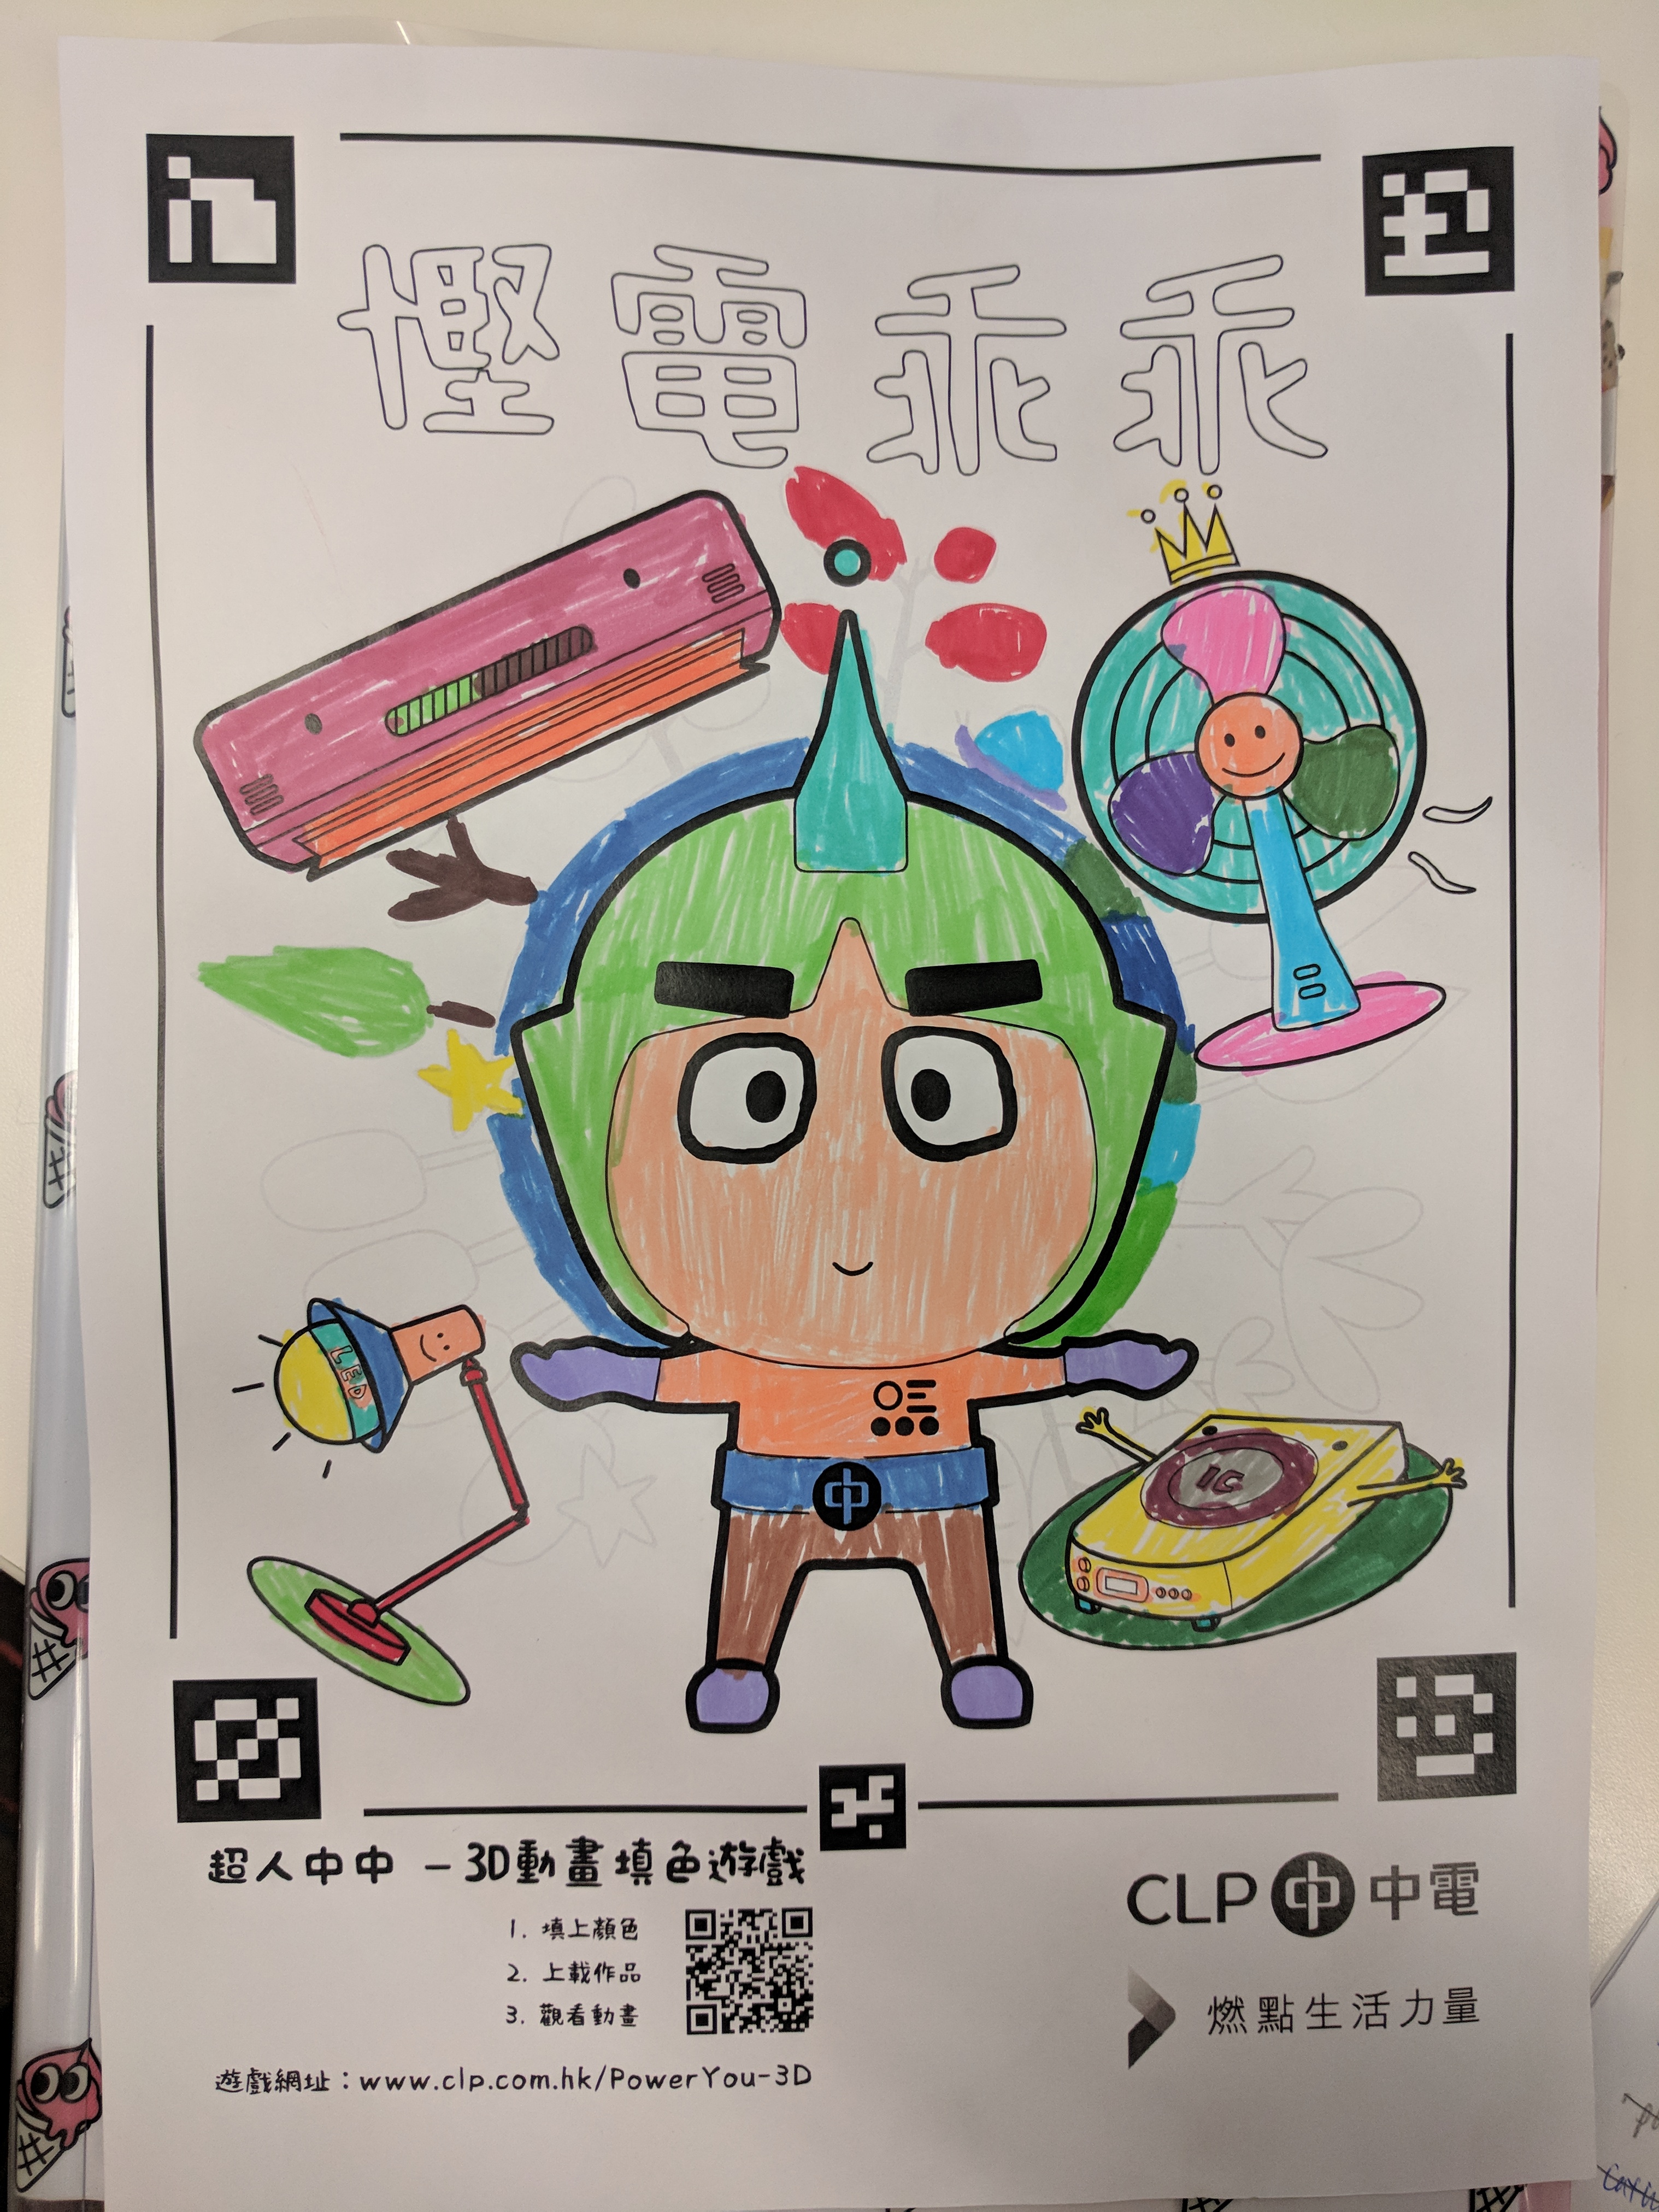 慳電乖乖
LED
IC
中
超人中中 - 3D動畫填色遊戲
1. 填上顏色
2. 上載作品
3. 觀看動畫
遊戲網址：www.clp.com.hk/PowerYou-3D
CLP 中電
燃點生活力量